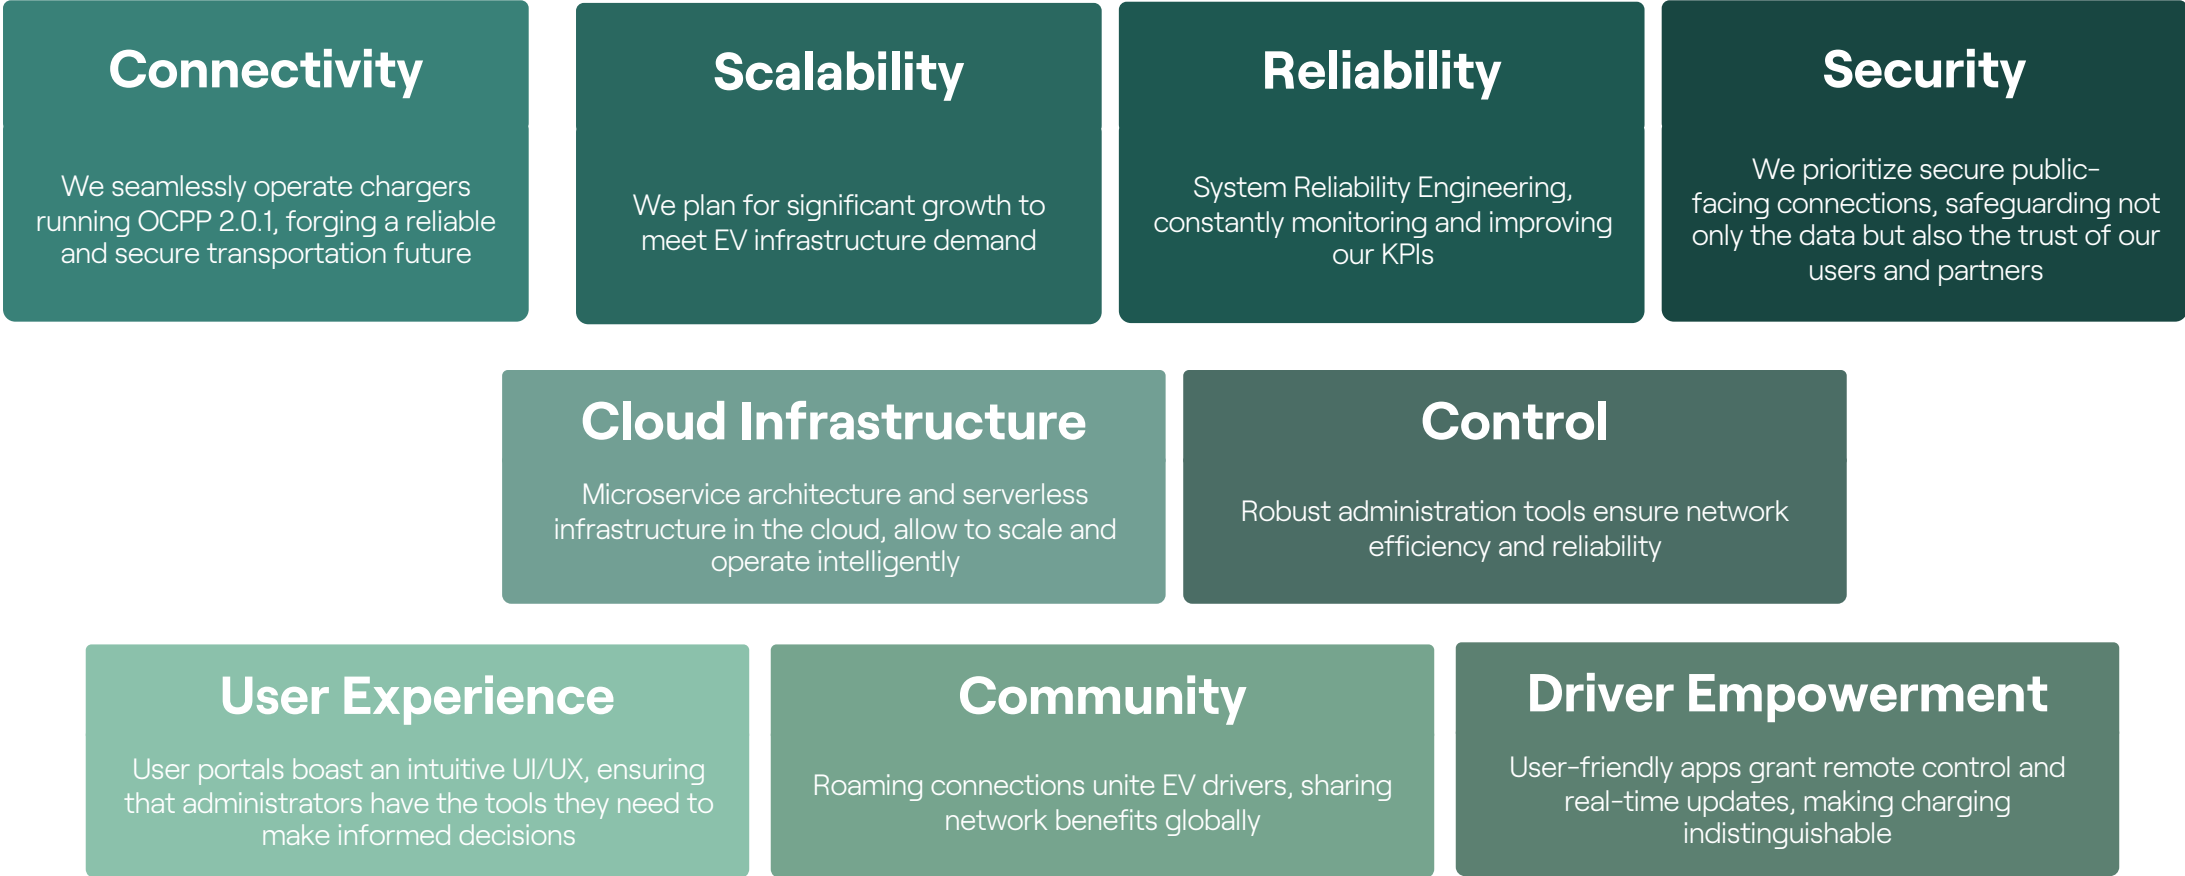 Connectivity
We seamlessly operate chargers
running OCPP 2.0.1, forging a reliable
and secure transportation future
Scalability
We plan for significant growth to
meet EV infrastructure demand
Reliability
System Reliability Engineering,
constantly monitoring and improving
our KPIs
Security
We prioritize secure public-
facing connections, safeguarding not
only the data but also the trust of our
users and partners
Cloud Infrastructure
Microservice architecture and serverless
infrastructure in the cloud, allow to scale and
operate intelligently
Control
Robust administration tools ensure network
efficiency and reliability
User Experience
User portals boast an intuitive UI/UX, ensuring
that administrators have the tools they need to
make informed decisions
Community
Roaming connections unite EV drivers, sharing
network benefits globally
Driver Empowerment
User-friendly apps grant remote control and
real-time updates, making charging
indistinguishable